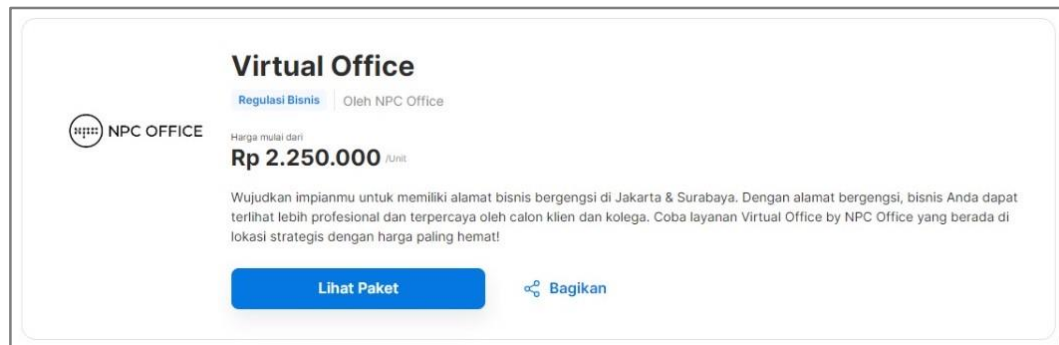 Virtual Office
Regulasi Bisnis Oleh NPC Office
NPC OFFICE
Harga mulai dari
Rp 2.250.000 /Unit
Wujudkan impianmu untuk memiliki alamat bisnis bergengsi di Jakarta & Surabaya. Dengan alamat bergengsi, bisnis Anda dapat
terlihat lebih profesional dan terpercaya oleh calon klien dan kolega. Coba layanan Virtual Office by NPC Office yang berada di
lokasi strategis dengan harga paling hemat!
Lihat Paket
Bagikan